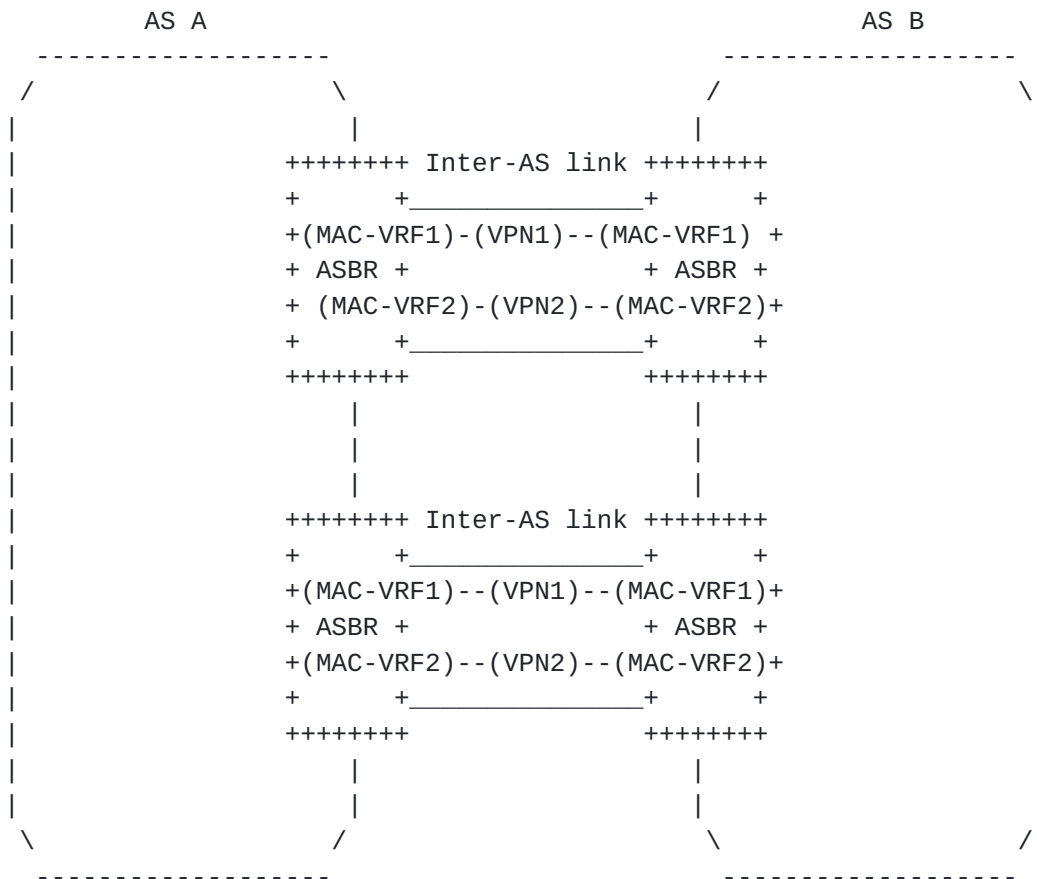 AS A AS B
Inter-AS link
(MAC-VRF1)-(VPN1)--(MAC-VRF1)
ASBR ASBR
(MAC-VRF2)-(VPN2)--(MAC-VRF2)
Inter-AS link
(MAC-VRF1)--(VPN1)--(MAC-VRF1)
ASBR ASBR
(MAC-VRF2)--(VPN2)--(MAC-VRF2)